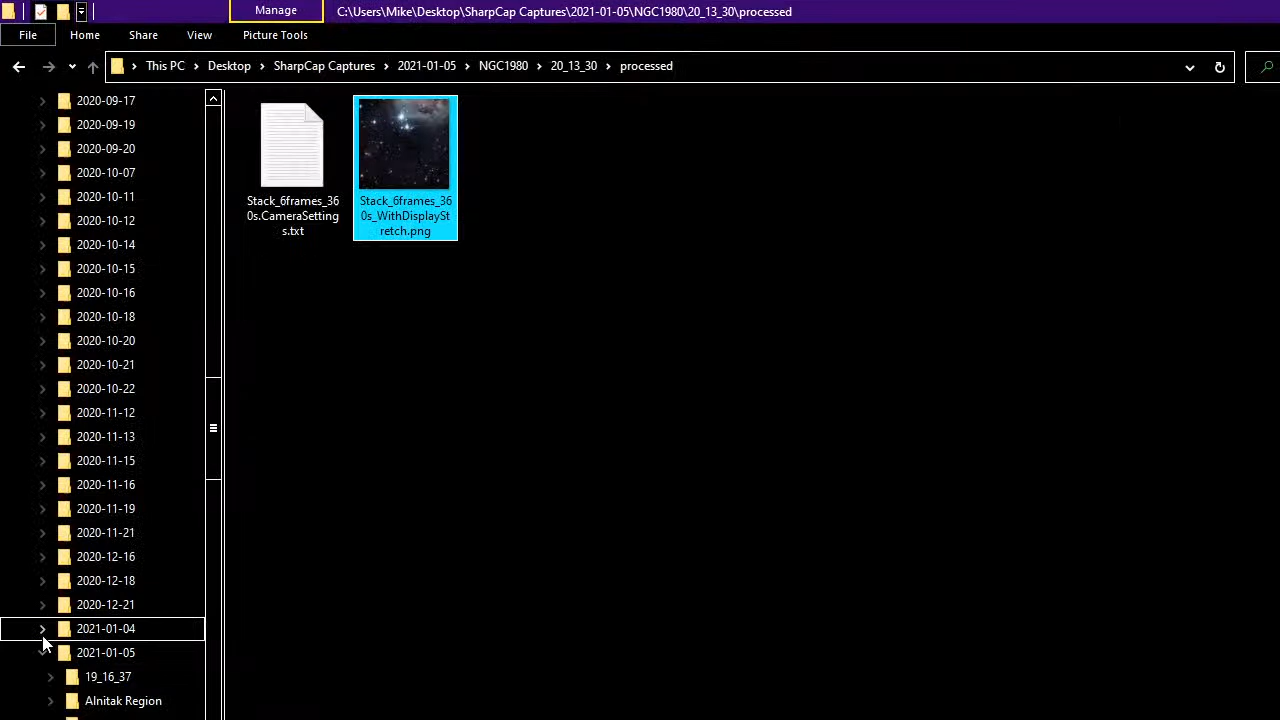 Manage
C:\Users\Mike\Desktop\SharpCap Captures\2021-01-05\NGC1980\20_13_30\processed
File
Home
Share
View
Picture Tools
This PC
Desktop
SharpCap Captures
2021-01-05
NGC1980
20_13_30
processed
2020-09-17
2020-09-19
2020-09-20
2020-10-07
2020-10-11
2020-10-12
2020-10-14
2020-10-15
2020-10-16
2020-10-18
2020-10-20
2020-10-21
2020-10-22
2020-11-12
2020-11-13
2020-11-15
2020-11-16
2020-11-19
2020-11-21
2020-12-16
2020-12-18
2020-12-21
2021-01-04
2021-01-05
19_16_37
Alnitak Region
Stack_6frames_36
0s.CameraSetting
s.txt
Stack_6frames_36
0s_WithDisplaySt
retch.png